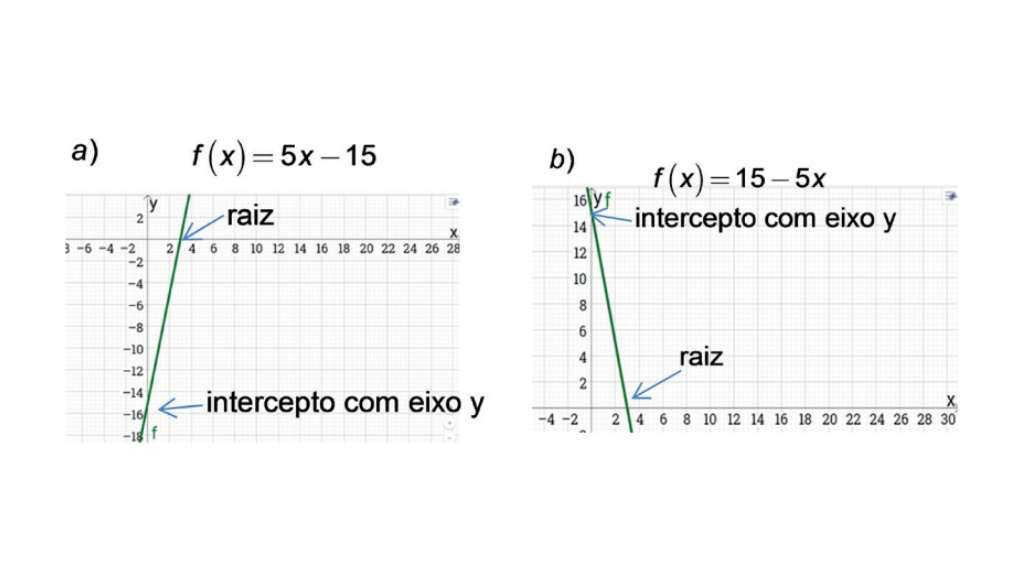 a) f(x) = 5x – 15
y
2
raiz
x
3 -6 -4 -2 2 4 6 8 10 12 14 16 18 20 22 24 26 28
-2
-4
-6
-8
-10
-12
-14
intercepto com eixo y
-16
-18 f
b) f(x) = 15 – 5x
16 y f
intercepto com eixo y
14
12
10
8
6
4
raiz
2
x
-4 -2 2 4 6 8 10 12 14 16 18 20 22 24 26 28 30